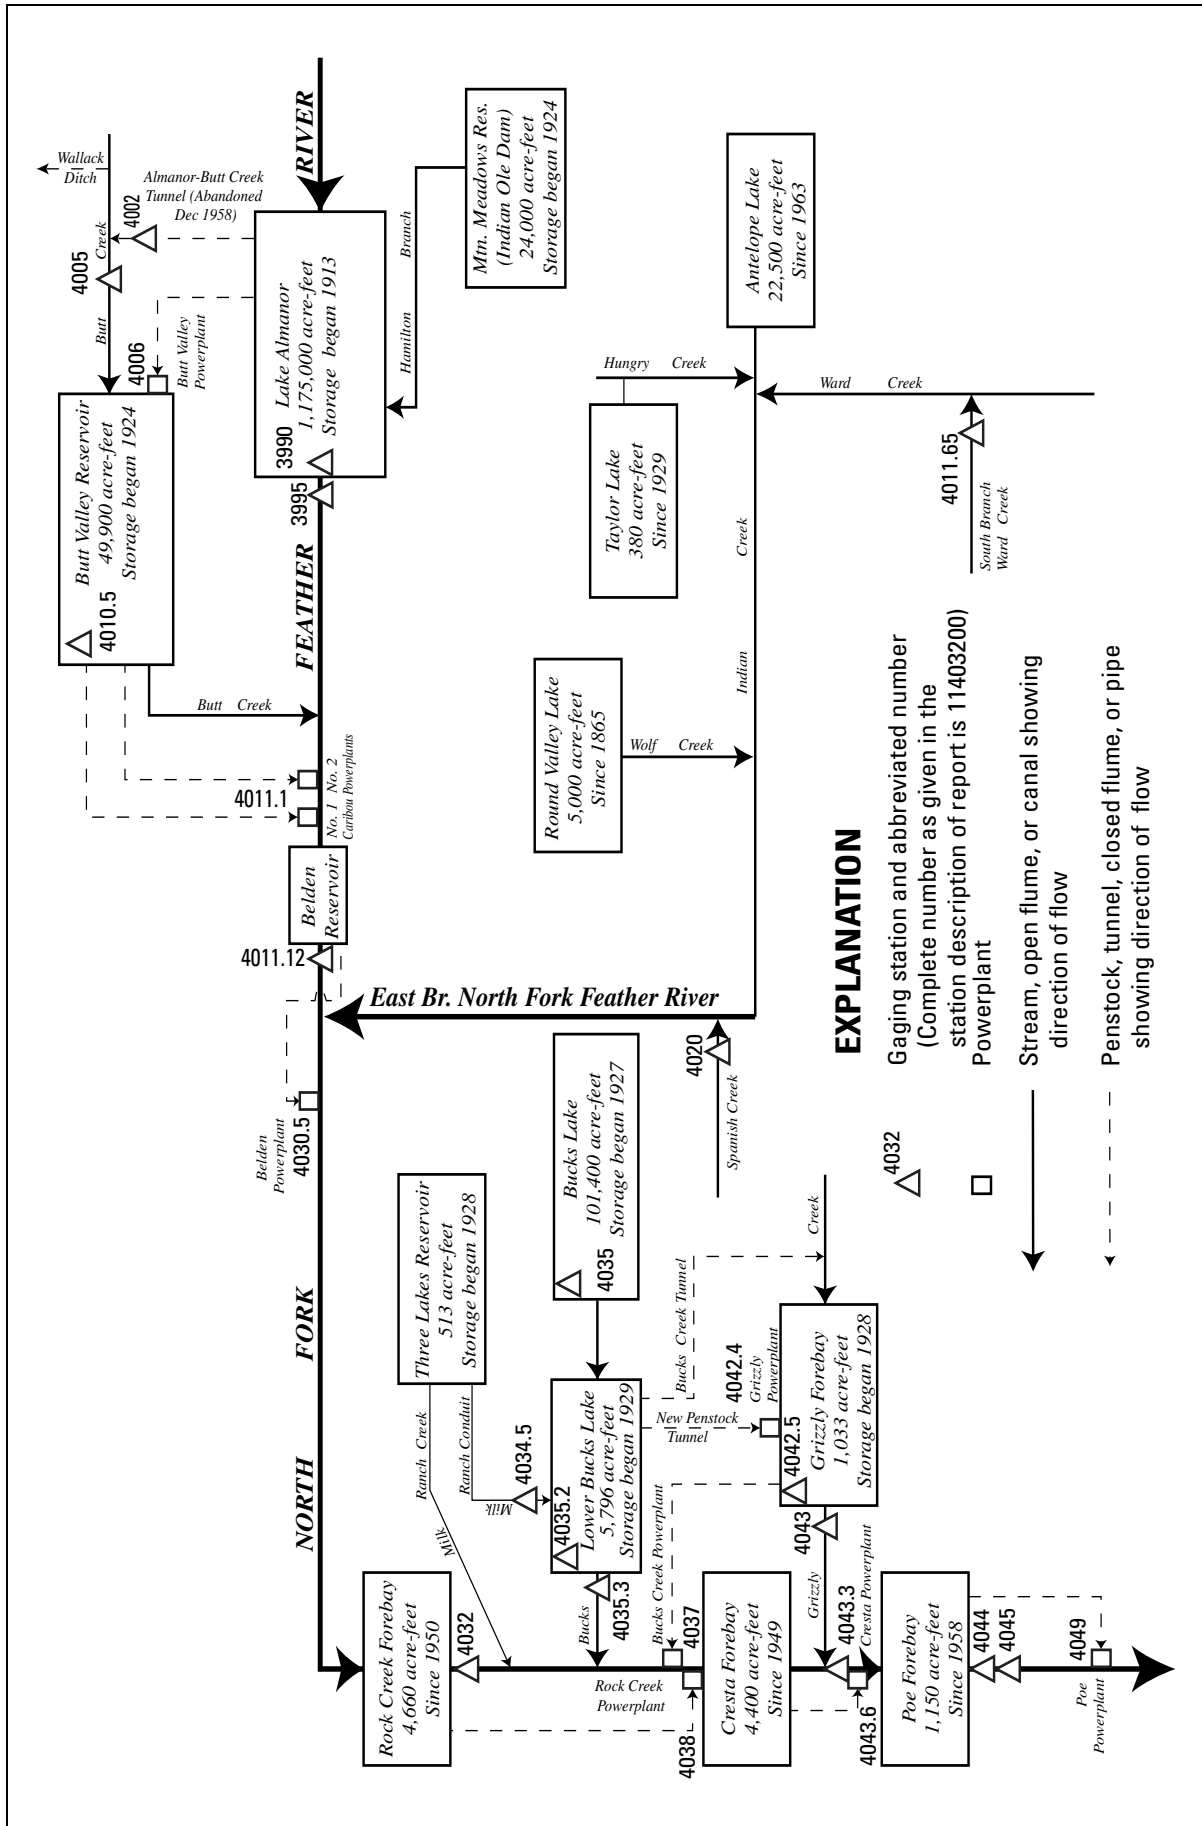 Wallack
Ditch
Almanor-Butt Creek
Tunnel (Abandoned
Dec 1958)
4002
4005
Butt Creek
4006
Butt Valley
Powerplant
Butt Valley Reservoir
49,900 acre-feet
Storage began 1924
4010.5
Butt Creek
4011.1
No. 1 No. 2
Caribou Powerplants
NORTH FORK FEATHER RIVER
Lake Almanor
1,175,000 acre-feet
Storage began 1913
3990
3995
Hamilton Branch
Mtn. Meadows Res.
(Indian Ole Dam)
24,000 acre-feet
Storage began 1924
Belden
Reservoir
4011.12
Belden
Powerplant
4030.5
East Br. North Fork Feather River
Antelope Lake
22,500 acre-feet
Since 1963
Hungry Creek
Taylor Lake
380 acre-feet
Since 1929
Ward Creek
4011.65
South Branch
Ward Creek
Indian Creek
Round Valley Lake
5,000 acre-feet
Since 1865
Wolf Creek
4020
Spanish Creek
Three Lakes Reservoir
513 acre-feet
Storage began 1928
Milk Ranch Creek
Milk Ranch Conduit
4034.5
Bucks Lake
101,400 acre-feet
Storage began 1927
4035
Lower Bucks Lake
5,796 acre-feet
Storage began 1929
4035.2
4035.3
Bucks
Bucks Creek Tunnel
New Penstock
Tunnel
4042.4
Grizzly
Powerplant
Grizzly Creek
Grizzly Forebay
1,033 acre-feet
Storage began 1928
4042.5
4043
Bucks Creek Powerplant
4037
Rock Creek Forebay
4,660 acre-feet
Since 1950
4032
Rock Creek
Powerplant
4038
Cresta Forebay
4,400 acre-feet
Since 1949
4043.3
Cresta Powerplant
4043.6
Poe Forebay
1,150 acre-feet
Since 1958
4044
4045
4049
Poe
Powerplant
EXPLANATION
4032
Gaging station and abbreviated number
(Complete number as given in the
station description of report is 11403200)
Powerplant
Stream, open flume, or canal showing
direction of flow
Penstock, tunnel, closed flume, or pipe
showing direction of flow